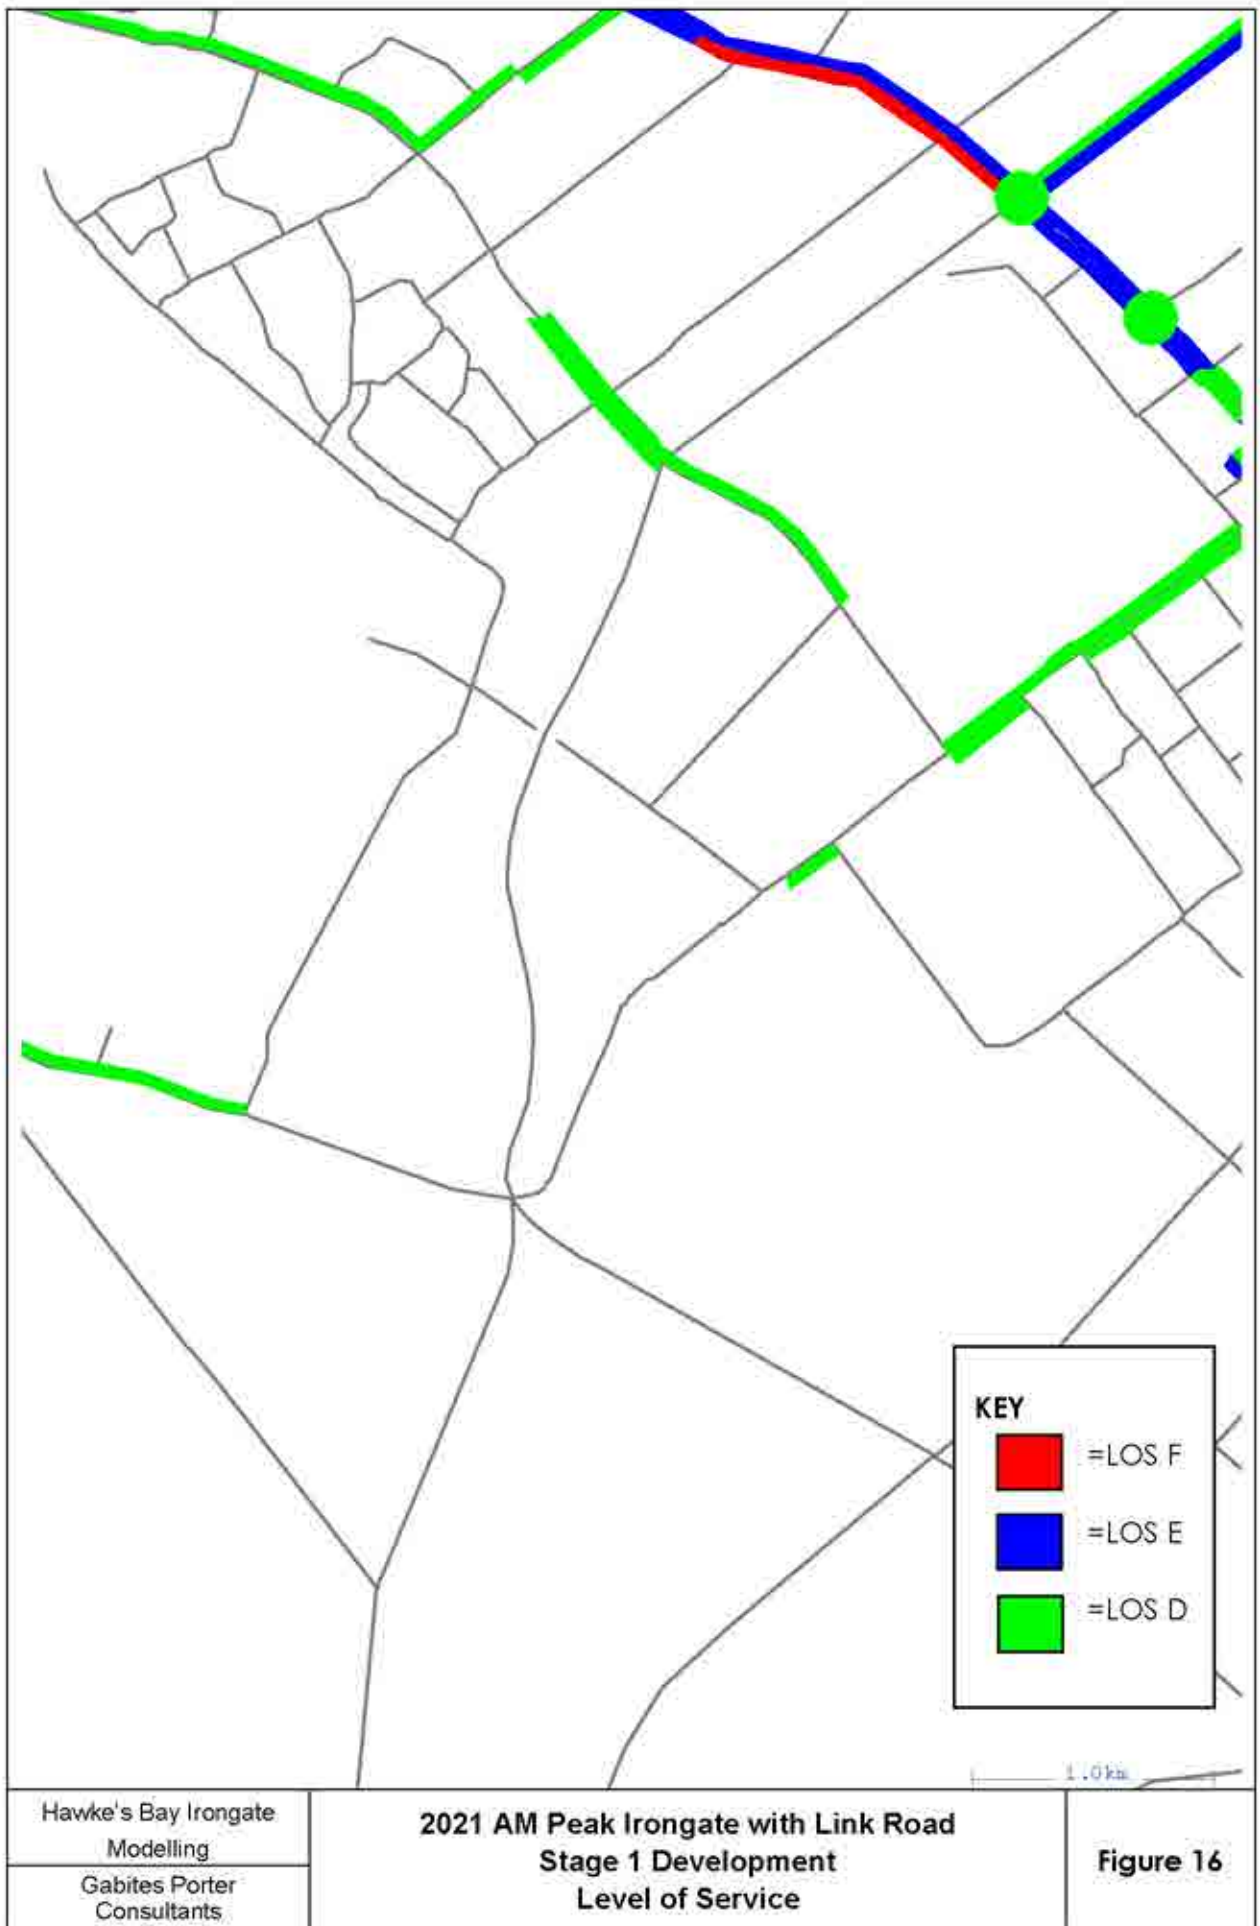 KEY
=LOS F
=LOS E
=LOS D
1.0km
Hawke's Bay Irongate
Modelling
Gabites Porter
Consultants
2021 AM Peak Irongate with Link Road
Stage 1 Development
Level of Service
Figure 16